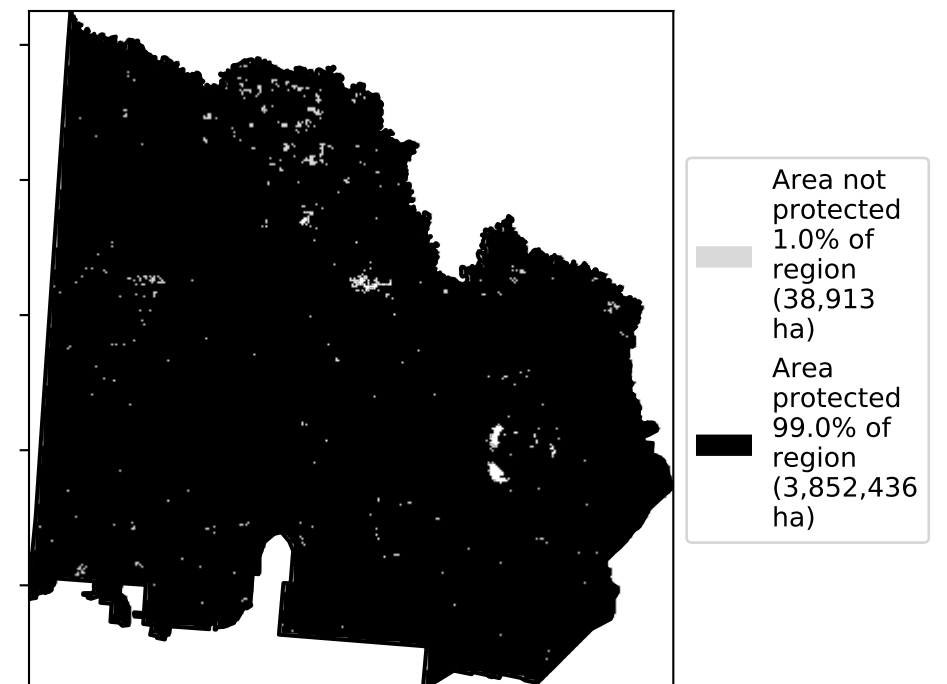 Area not
protected
1.0% of
region
(38,913
ha)
Area
protected
99.0% of
region
(3,852,436
ha)